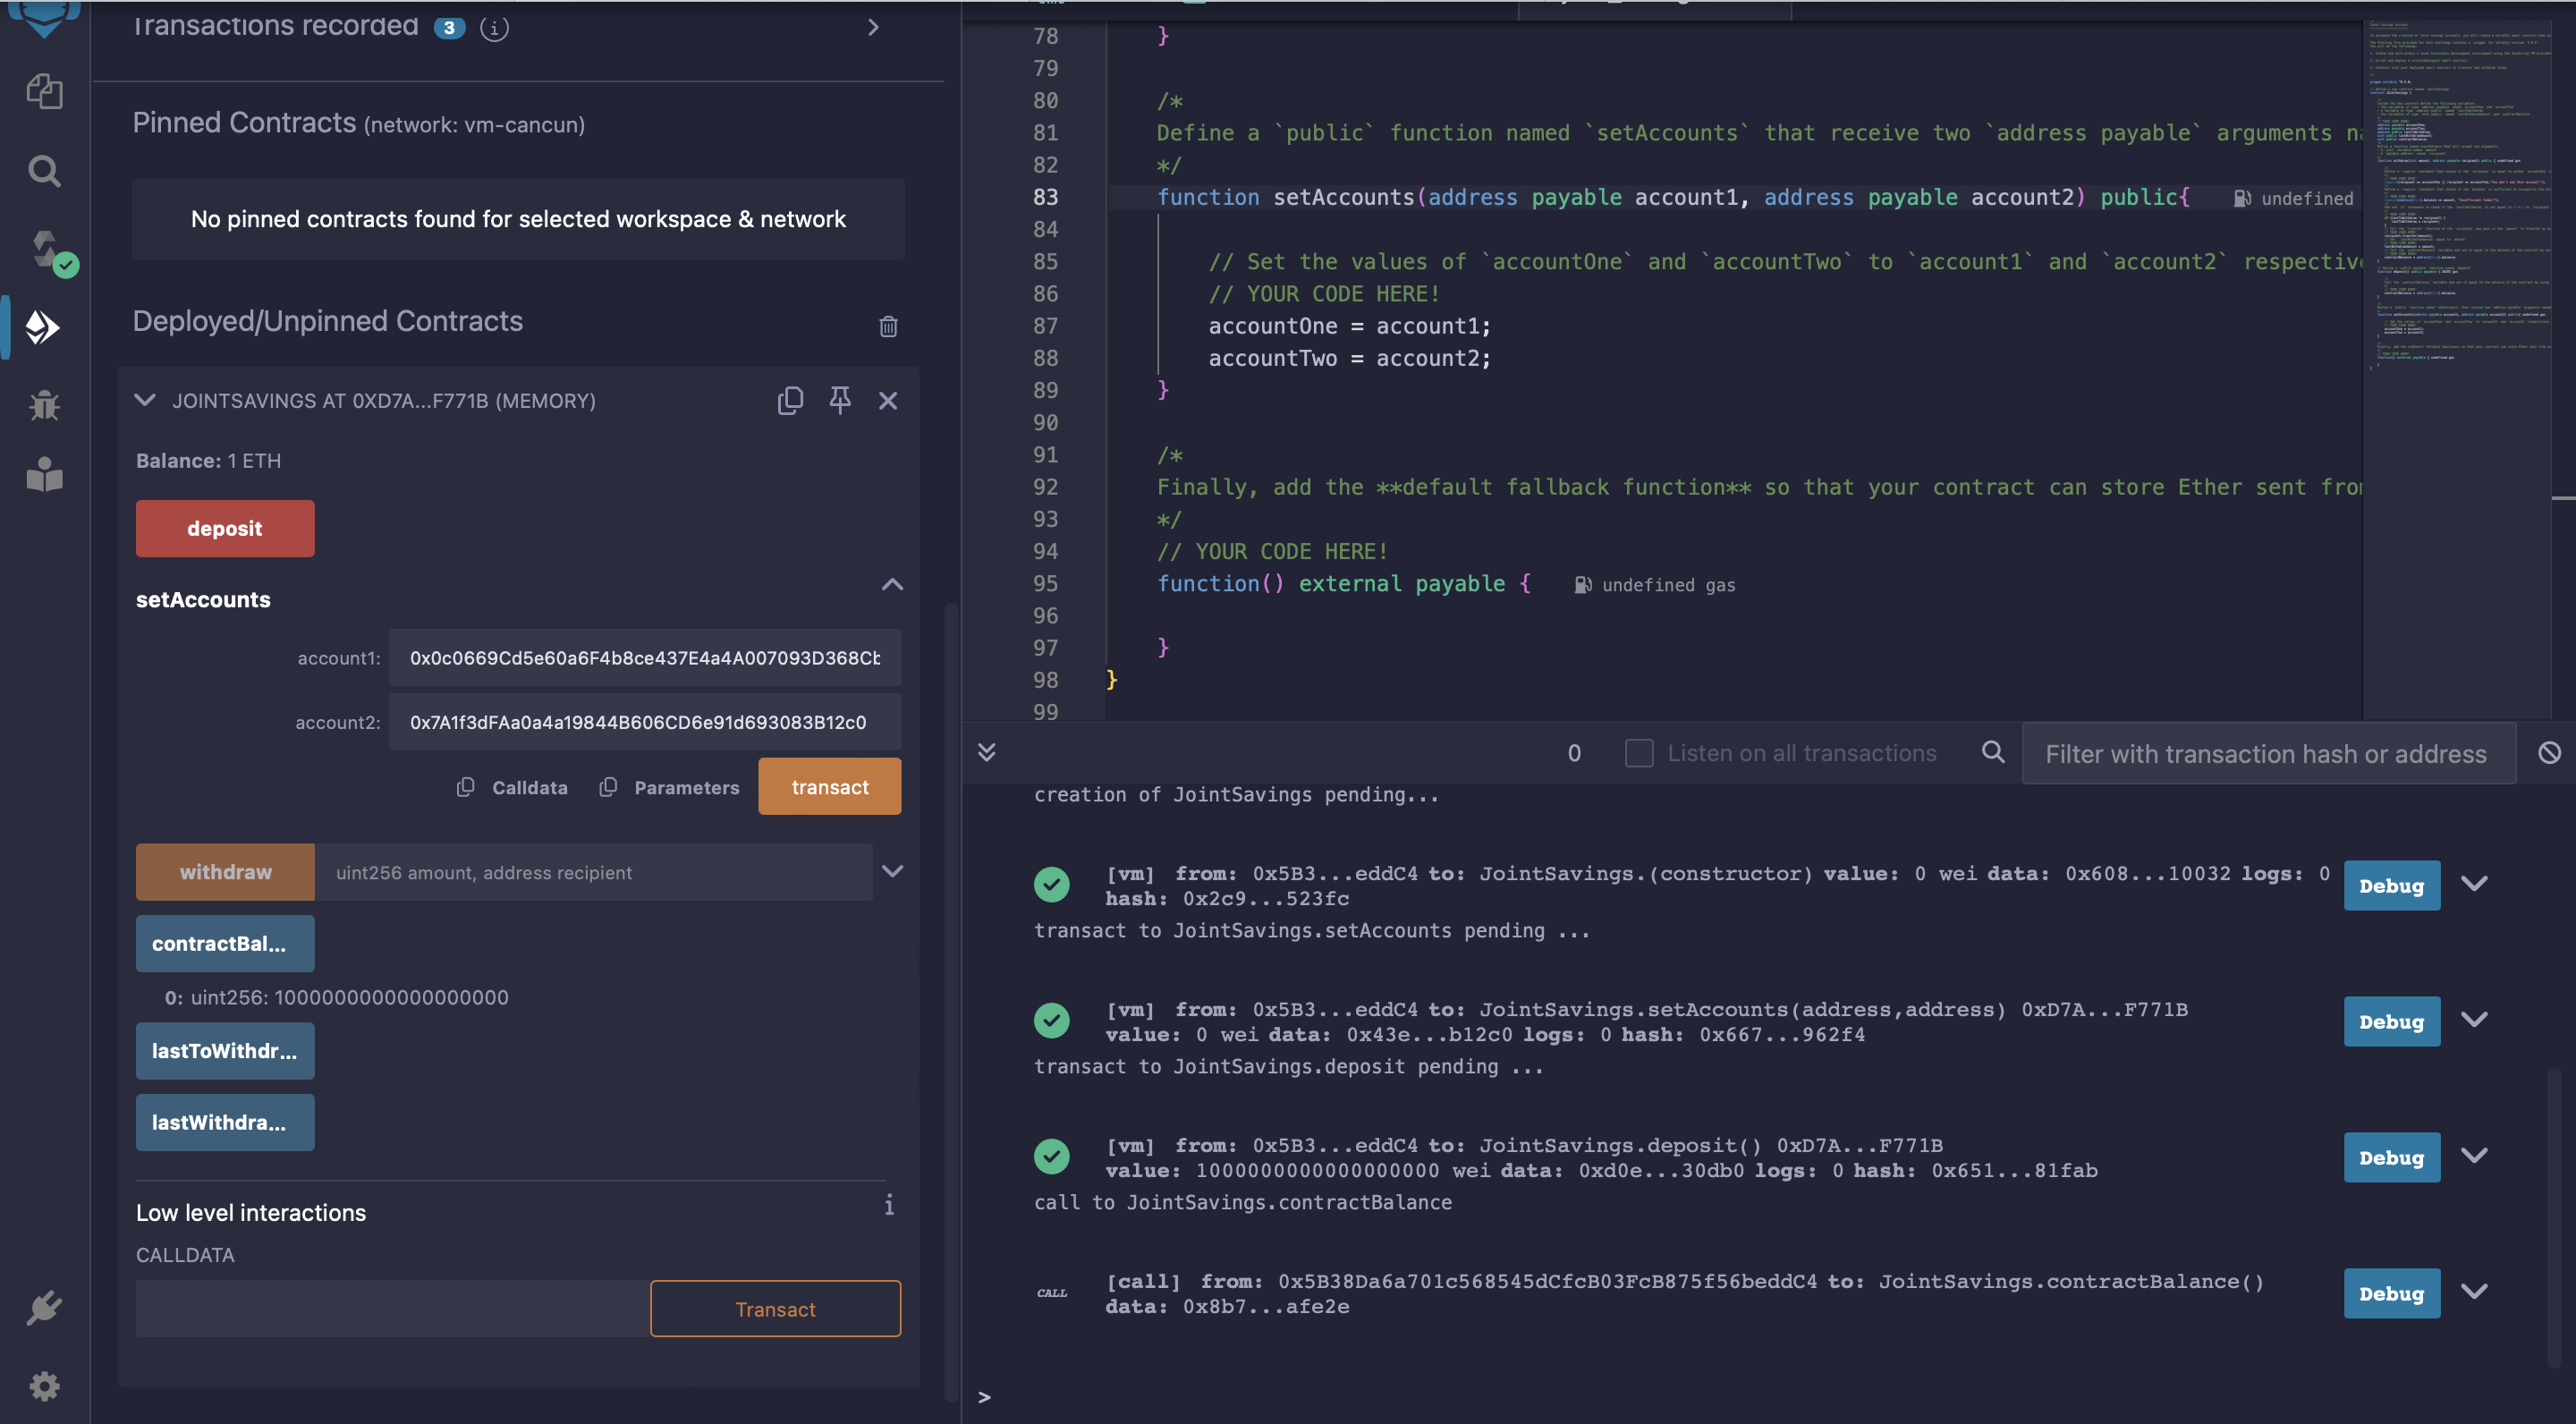 Transactions recorded 3 i
Pinned Contracts (network: vm-cancun)
No pinned contracts found for selected workspace & network
Deployed/Unpinned Contracts
JOINTSAVINGS AT 0XD7A...F771B (MEMORY)
Balance: 1 ETH
deposit
setAccounts
account1: 0x0c0669Cd5e60a6F4b8ce437E4a4A007093D368Cb
account2: 0x7A1f3dFAa0a4a19844B606CD6e91d693083B12c0
Calldata Parameters transact
withdraw uint256 amount, address recipient
contractBal...
0: uint256: 1000000000000000000
lastToWithdr...
lastWithdra...
Low level interactions i
CALLDATA
Transact
78 }
79
80 /*
81 Define a `public` function named `setAccounts` that receive two `address payable` arguments na
82 */
83 function setAccounts(address payable account1, address payable account2) public{ undefined
84
85 // Set the values of `accountOne` and `accountTwo` to `account1` and `account2` respective
86 // YOUR CODE HERE!
87 accountOne = account1;
88 accountTwo = account2;
89 }
90
91 /*
92 Finally, add the **default fallback function** so that your contract can store Ether sent from
93 */
94 // YOUR CODE HERE!
95 function() external payable { undefined gas
96
97 }
98 }
99
0 Listen on all transactions Filter with transaction hash or address
creation of JointSavings pending...
[vm] from: 0x5B3...eddC4 to: JointSavings.(constructor) value: 0 wei data: 0x608...10032 logs: 0
hash: 0x2c9...523fc
Debug
transact to JointSavings.setAccounts pending ...
[vm] from: 0x5B3...eddC4 to: JointSavings.setAccounts(address,address) 0xD7A...F771B
value: 0 wei data: 0x43e...b12c0 logs: 0 hash: 0x667...962f4
Debug
transact to JointSavings.deposit pending ...
[vm] from: 0x5B3...eddC4 to: JointSavings.deposit() 0xD7A...F771B
value: 1000000000000000000 wei data: 0xd0e...30db0 logs: 0 hash: 0x651...81fab
Debug
call to JointSavings.contractBalance
CALL [call] from: 0x5B38Da6a701c568545dCfcB03FcB875f56beddC4 to: JointSavings.contractBalance()
data: 0x8b7...afe2e
Debug
>